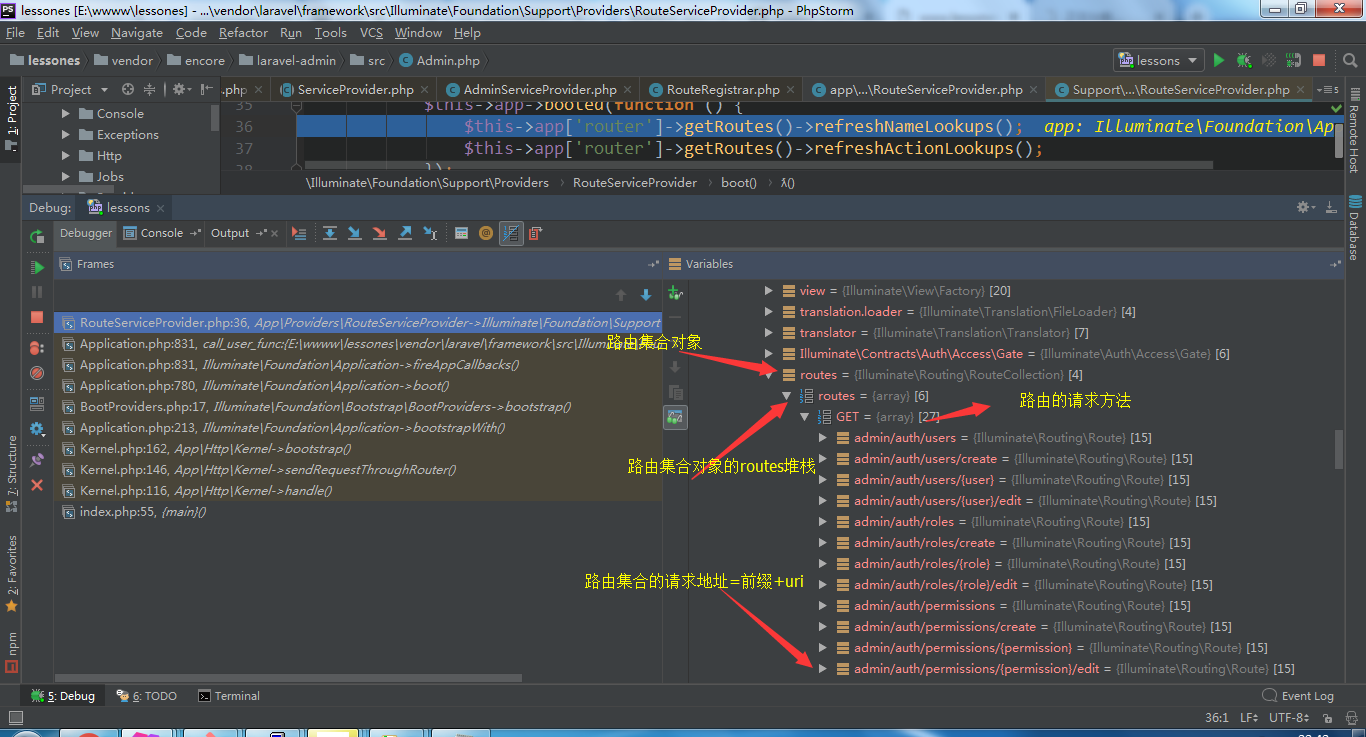 lessones [E:\wwww\lessones] - ...\vendor\laravel\framework\src\Illuminate\Foundation\Support\Providers\RouteServiceProvider.php - PhpStorm
File Edit View Navigate Code Refactor Run Tools VCS Window Help
lessones vendor encore laravel-admin src Admin.php lessons
Project .php ServiceProvider.php AdminServiceProvider.php RouteRegistrar.php app\...\RouteServiceProvider.php Support\...\RouteServiceProvider.php 5
1: Project
Console
Exceptions
Http
Jobs
35 $this->app->booted(function () {
36 $this->app['router']->getRoutes()->refreshNameLookups(); app: Illuminate\Foundation\Ap
37 $this->app['router']->getRoutes()->refreshActionLookups();
38 });
\Illuminate\Foundation\Support\Providers RouteServiceProvider boot() λ()
Remote Host
Database
Debug: lessons
Debugger Console Output
Frames
Variables
RouteServiceProvider.php:36, App\Providers\RouteServiceProvider->Illuminate\Foundation\Support
Application.php:831, call_user_func:{E:\wwww\lessones\vendor\laravel\framework\src\Illumin
Application.php:831, Illuminate\Foundation\Application->fireAppCallbacks()
Application.php:780, Illuminate\Foundation\Application->boot()
BootProviders.php:17, Illuminate\Foundation\Bootstrap\BootProviders->bootstrap()
Application.php:213, Illuminate\Foundation\Application->bootstrapWith()
Kernel.php:162, App\Http\Kernel->bootstrap()
Kernel.php:146, App\Http\Kernel->sendRequestThroughRouter()
Kernel.php:116, App\Http\Kernel->handle()
index.php:55, {main}()
view = {Illuminate\View\Factory} [20]
translation.loader = {Illuminate\Translation\FileLoader} [4]
translator = {Illuminate\Translation\Translator} [7]
路由集合对象
Illuminate\Contracts\Auth\Access\Gate = {Illuminate\Auth\Access\Gate} [6]
routes = {Illuminate\Routing\RouteCollection} [4]
routes = {array} [6]
路由的请求方法
GET = {array} [27]
admin/auth/users = {Illuminate\Routing\Route} [15]
admin/auth/users/create = {Illuminate\Routing\Route} [15]
路由集合对象的routes堆栈
admin/auth/users/{user} = {Illuminate\Routing\Route} [15]
admin/auth/users/{user}/edit = {Illuminate\Routing\Route} [15]
admin/auth/roles = {Illuminate\Routing\Route} [15]
admin/auth/roles/create = {Illuminate\Routing\Route} [15]
admin/auth/roles/{role} = {Illuminate\Routing\Route} [15]
路由集合的请求地址=前缀+uri
admin/auth/roles/{role}/edit = {Illuminate\Routing\Route} [15]
admin/auth/permissions = {Illuminate\Routing\Route} [15]
admin/auth/permissions/create = {Illuminate\Routing\Route} [15]
admin/auth/permissions/{permission} = {Illuminate\Routing\Route} [15]
admin/auth/permissions/{permission}/edit = {Illuminate\Routing\Route} [15]
7: Structure
2: Favorites
npm
5: Debug 6: TODO Terminal Event Log
36:1 LF UTF-8